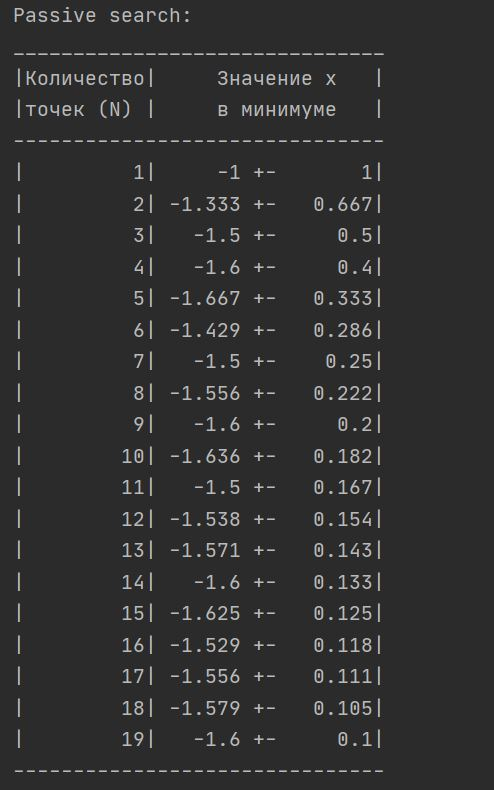 Passive search:
_______________________________
|Количество|     Значение x   |
|точек (N) |     в минимуме   |
-------------------------------
|         1|     -1 +-       1|
|         2| -1.333 +-   0.667|
|         3|   -1.5 +-     0.5|
|         4|   -1.6 +-     0.4|
|         5| -1.667 +-   0.333|
|         6| -1.429 +-   0.286|
|         7|   -1.5 +-    0.25|
|         8| -1.556 +-   0.222|
|         9|   -1.6 +-     0.2|
|        10| -1.636 +-   0.182|
|        11|   -1.5 +-   0.167|
|        12| -1.538 +-   0.154|
|        13| -1.571 +-   0.143|
|        14|   -1.6 +-   0.133|
|        15| -1.625 +-   0.125|
|        16| -1.529 +-   0.118|
|        17| -1.556 +-   0.111|
|        18| -1.579 +-   0.105|
|        19|   -1.6 +-     0.1|
-------------------------------